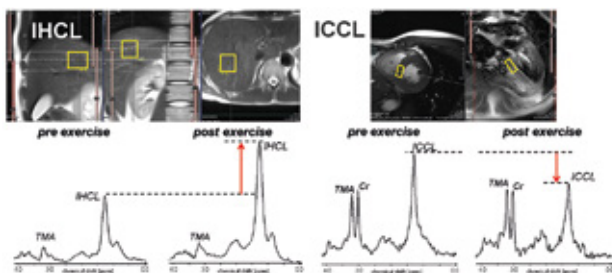 IHCL
ICCL
pre exercise
post exercise
pre exercise
post exercise
IHCL
IHCL
ICCL
ICCL
TMA
TMA
TMA
Cr
TMA
Cr